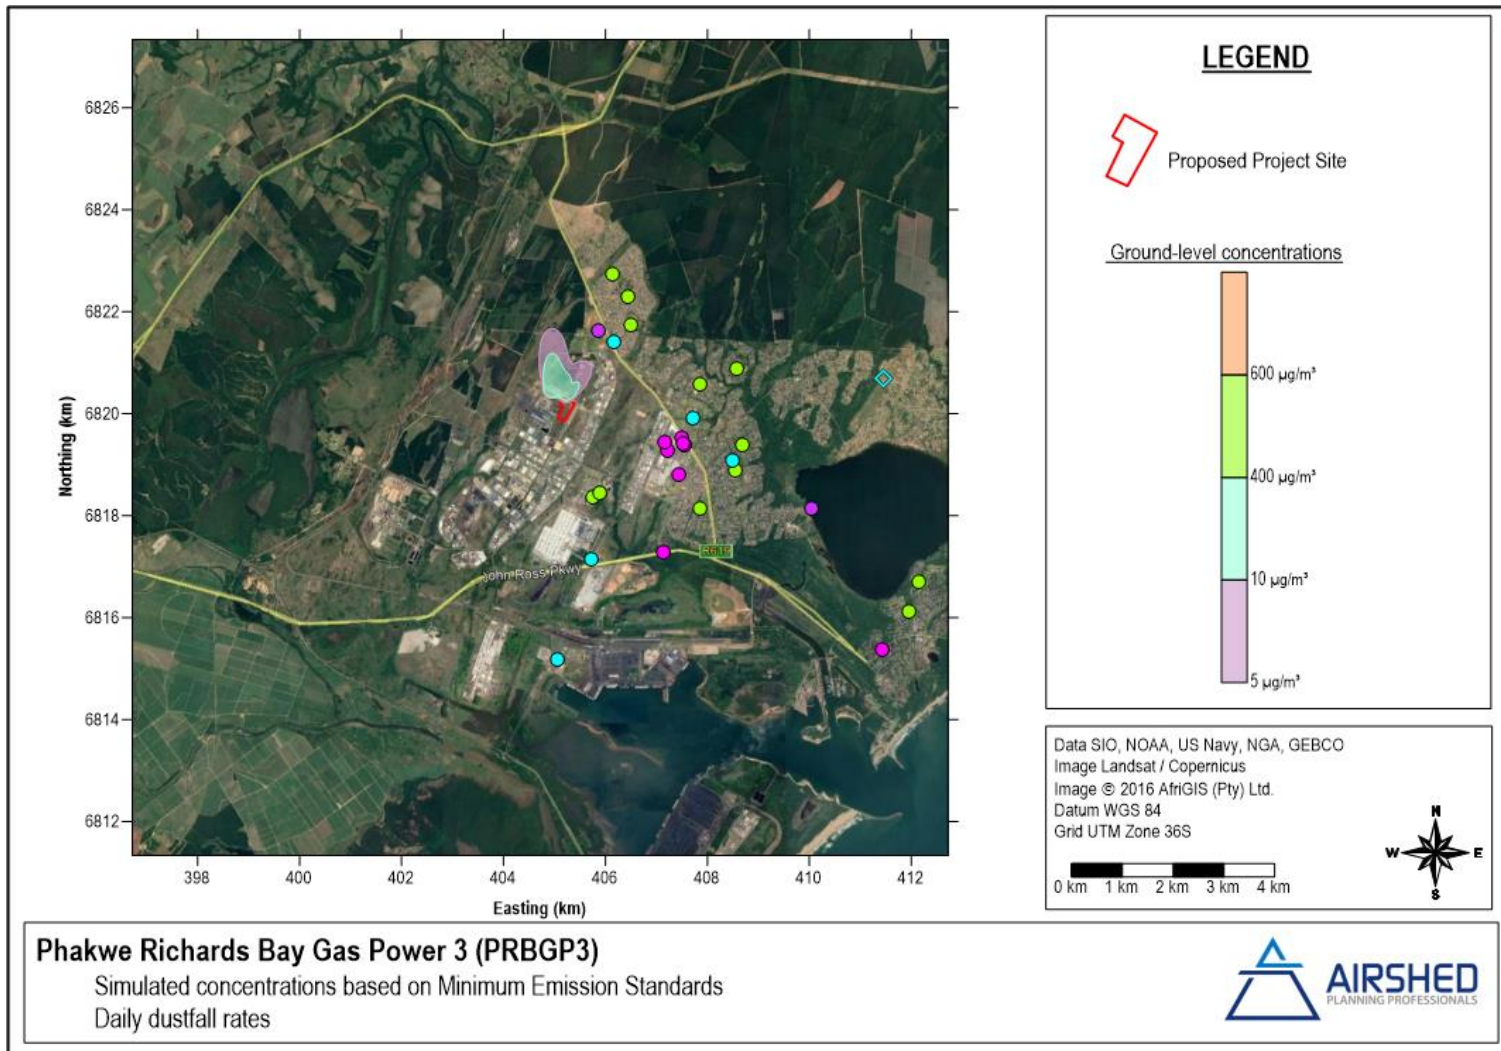 6826
6824
6822
6820
6818
6816
6814
6812
Northing (km)
398
400
402
404
406
408
410
412
Easting (km)
John Ross Pkwy
R619
LEGEND
Proposed Project Site
Ground-level concentrations
600 µg/m³
400 µg/m³
10 µg/m³
5 µg/m³
Data SIO, NOAA, US Navy, NGA, GEBCO
Image Landsat / Copernicus
Image © 2016 AfriGIS (Pty) Ltd.
Datum WGS 84
Grid UTM Zone 36S
0 km 1 km 2 km 3 km 4 km
N
W E
S
Phakwe Richards Bay Gas Power 3 (PRBGP3)
Simulated concentrations based on Minimum Emission Standards
Daily dustfall rates
AIRSHED
PLANNING PROFESSIONALS